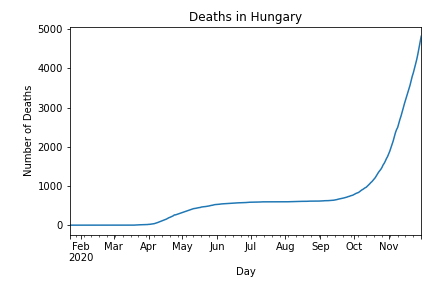 Deaths in Hungary
5000
4000
3000
2000
1000
0
Number of Deaths
Feb Mar Apr May Jun Jul Aug Sep Oct Nov
2020
Day